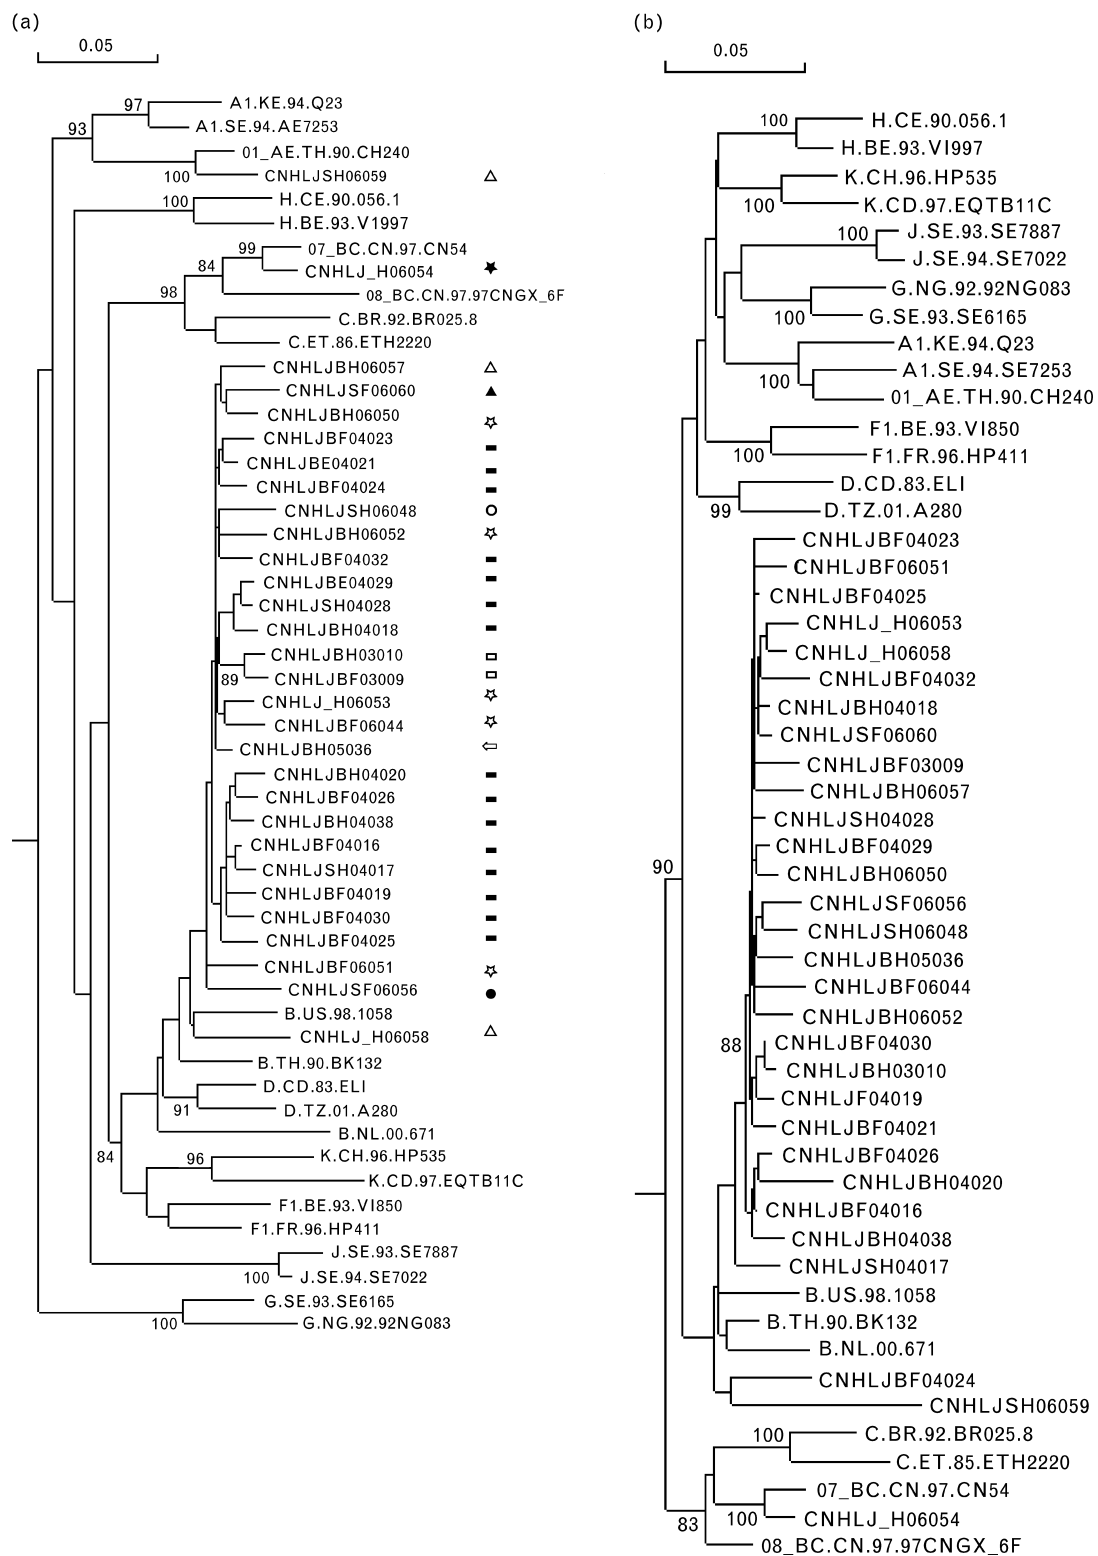 (a)
0.05
97
A1.KE.94.Q23
93
A1.SE.94.AE7253
01_AE.TH.90.CH240
100
CNHLJSH06059
100
H.CE.90.056.1
H.BE.93.V1997
99
07_BC.CN.97.CN54
84
CNHLJ_H06054
98
08_BC.CN.97.97CNGX_6F
C.BR.92.BR025.8
C.ET.86.ETH2220
CNHLJBH06057
CNHLJSF06060
CNHLJBH06050
CNHLJBF04023
CNHLJBE04021
CNHLJBF04024
CNHLJSH06048
CNHLJBH06052
CNHLJBF04032
CNHLJBE04029
CNHLJSH04028
CNHLJBH04018
CNHLJBH03010
89
CNHLJBF03009
CNHLJ_H06053
CNHLJBF06044
CNHLJBH05036
CNHLJBH04020
CNHLJBF04026
CNHLJBH04038
CNHLJBF04016
CNHLJSH04017
CNHLJBF04019
CNHLJBF04030
CNHLJBF04025
CNHLJBF06051
CNHLJSF06056
B.US.98.1058
CNHLJ_H06058
B.TH.90.BK132
D.CD.83.ELI
91
D.TZ.01.A280
B.NL.00.671
84
96
K.CH.96.HP535
K.CD.97.EQTB11C
F1.BE.93.VI850
F1.FR.96.HP411
J.SE.93.SE7887
100
J.SE.94.SE7022
G.SE.93.SE6165
100
G.NG.92.92NG083
(b)
0.05
100
H.CE.90.056.1
H.BE.93.VI997
K.CH.96.HP535
100
K.CD.97.EQTB11C
100
J.SE.93.SE7887
J.SE.94.SE7022
G.NG.92.92NG083
100
G.SE.93.SE6165
A1.KE.94.Q23
100
A1.SE.94.SE7253
01_AE.TH.90.CH240
F1.BE.93.VI850
100
F1.FR.96.HP411
D.CD.83.ELI
99
D.TZ.01.A280
CNHLJBF04023
CNHLJBF06051
CNHLJBF04025
CNHLJ_H06053
CNHLJ_H06058
CNHLJBF04032
CNHLJBH04018
CNHLJSF06060
CNHLJBF03009
CNHLJBH06057
CNHLJSH04028
CNHLJBF04029
90
CNHLJBH06050
CNHLJSF06056
CNHLJSH06048
CNHLJBH05036
CNHLJBF06044
CNHLJBH06052
88
CNHLJBF04030
CNHLJBH03010
CNHLJF04019
CNHLJBF04021
CNHLJBF04026
CNHLJBH04020
CNHLJBF04016
CNHLJBH04038
CNHLJSH04017
B.US.98.1058
B.TH.90.BK132
B.NL.00.671
CNHLJBF04024
CNHLJSH06059
100
C.BR.92.BR025.8
C.ET.85.ETH2220
07_BC.CN.97.CN54
83
100
CNHLJ_H06054
08_BC.CN.97.97CNGX_6F